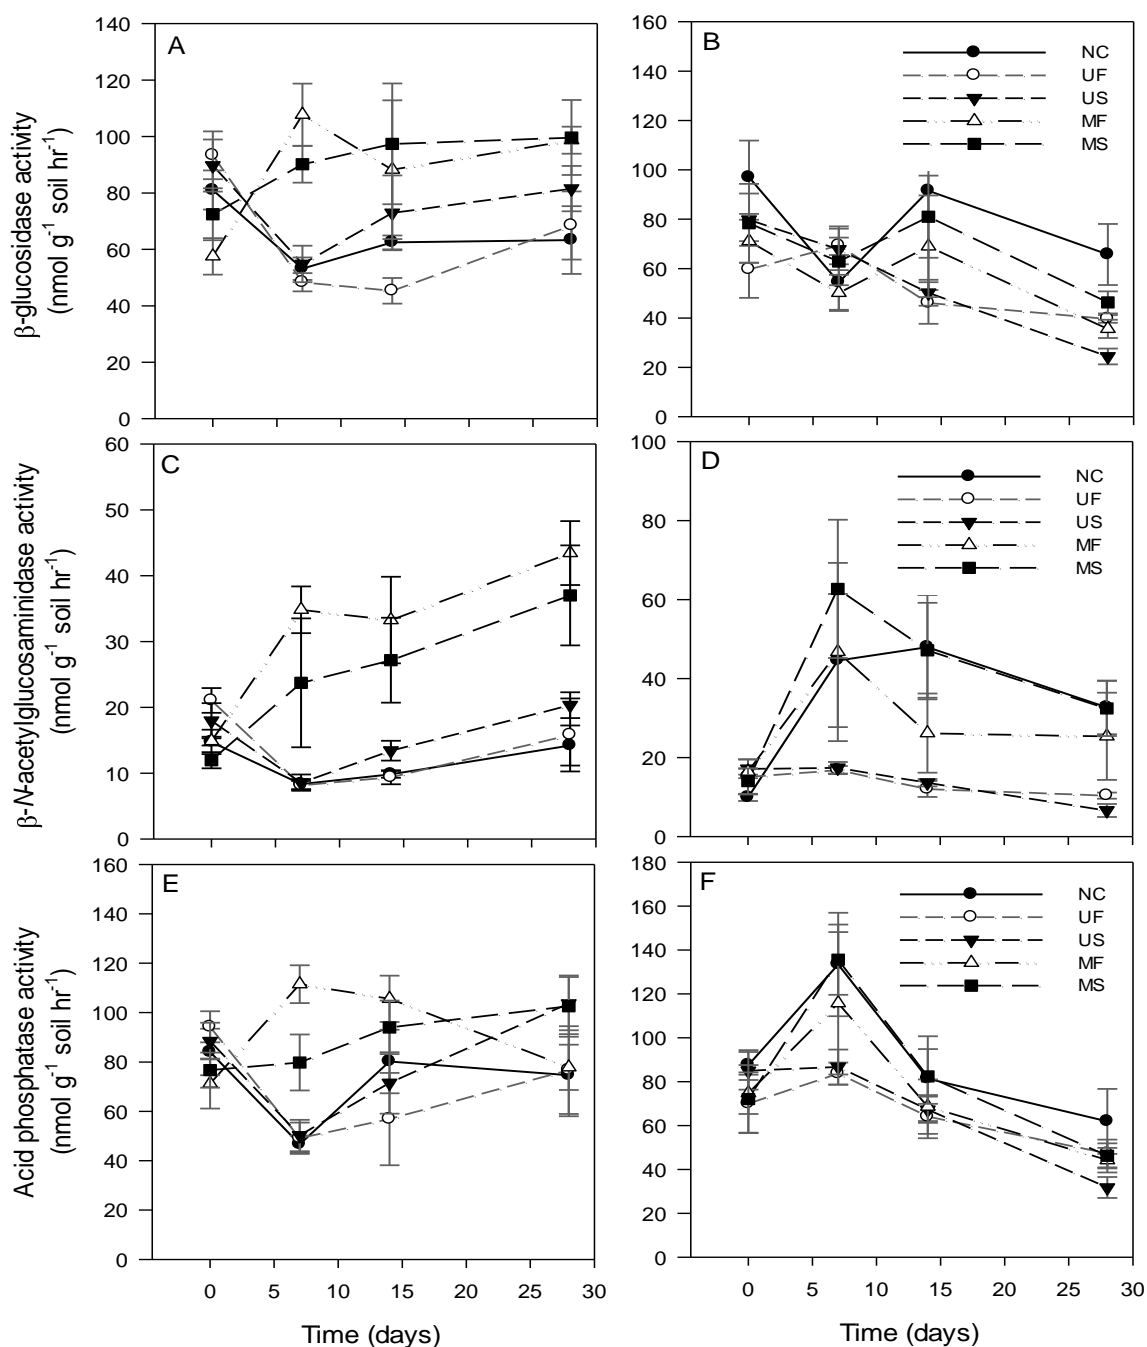 β-glucosidase activity
(nmol g⁻¹ soil hr⁻¹)
140
120
100
80
60
40
20
0
A
160
140
120
100
80
60
40
20
0
B
NC
UF
US
MF
MS
β-N-acetylglucosaminidase activity
(nmol g⁻¹ soil hr⁻¹)
60
50
40
30
20
10
0
C
100
80
60
40
20
0
D
NC
UF
US
MF
MS
Acid phosphatase activity
(nmol g⁻¹ soil hr⁻¹)
160
140
120
100
80
60
40
20
0
E
0 5 10 15 20 25 30
Time (days)
180
160
140
120
100
80
60
40
20
0
F
NC
UF
US
MF
MS
0 5 10 15 20 25 30
Time (days)